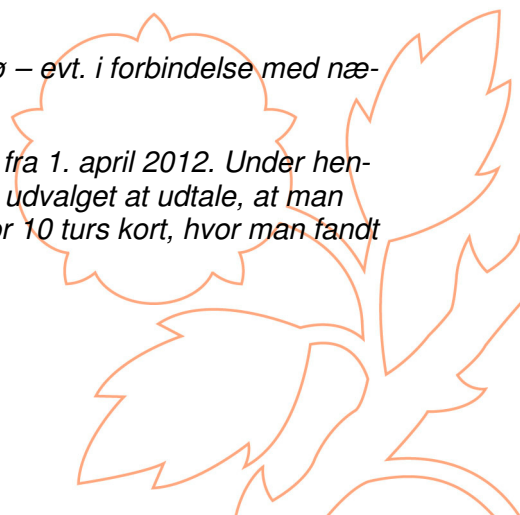 ø – evt. i forbindelse med næ-
fra 1. april 2012. Under hen-
udvalget at udtale, at man
or 10 turs kort, hvor man fandt